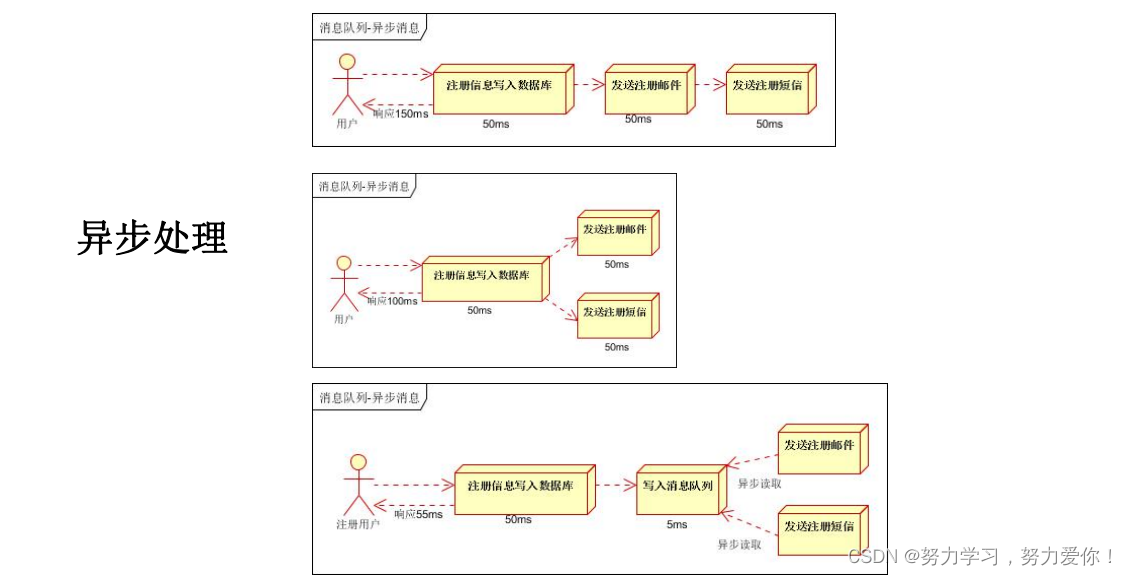 消息队列-异步消息
注册信息写入数据库
发送注册邮件
发送注册短信
响应150ms
用户
50ms
50ms
50ms
消息队列-异步消息
发送注册邮件
50ms
异步处理
注册信息写入数据库
响应100ms
用户
50ms
发送注册短信
50ms
消息队列-异步消息
发送注册邮件
异步读取
注册信息写入数据库
写入消息队列
响应55ms
注册用户
50ms
5ms
发送注册短信
异步读取
CSDN @努力学习，努力爱你！